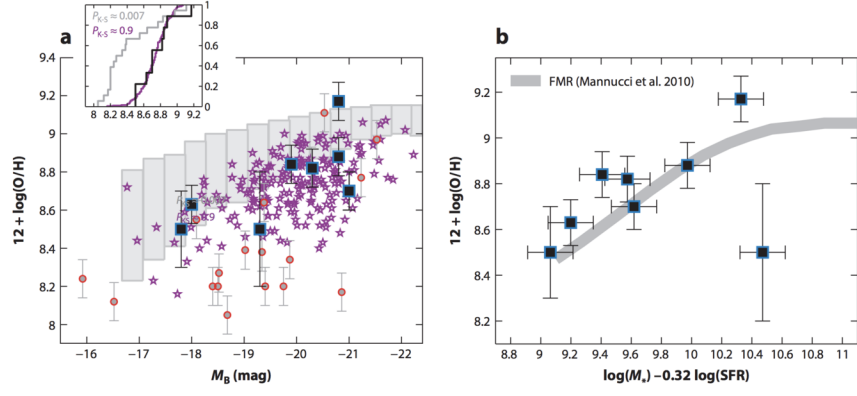 P_K-S ≈ 0.007
P_K-S ≈ 0.9
1
0.8
0.6
0.4
0.2
0
8 8.2 8.4 8.6 8.8 9 9.2
a
9.4
9.2
9
8.8
8.6
8.4
8.2
8
12 + log(O/H)
−16 −17 −18 −19 −20 −21 −22
M_B (mag)
b
FMR (Mannucci et al. 2010)
9.4
9.2
9
8.8
8.6
8.4
8.2
12 + log(O/H)
8.8 9 9.2 9.4 9.6 9.8 10 10.2 10.4 10.6 10.8 11
log(M_*) −0.32 log(SFR)